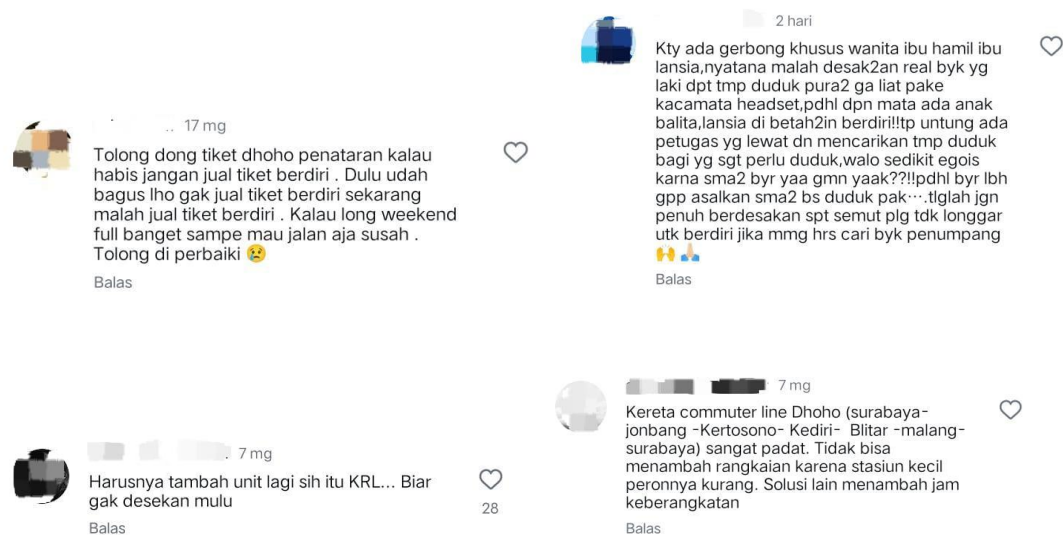 17 mg
Tolong dong tiket dhoho penataran kalau
habis jangan jual tiket berdiri . Dulu udah
bagus lho gak jual tiket berdiri sekarang
malah jual tiket berdiri . Kalau long weekend
full banget sampe mau jalan aja susah .
Tolong di perbaiki 😢
Balas
2 hari
Kty ada gerbong khusus wanita ibu hamil ibu
lansia,nyatana malah desak2an real byk yg
laki dpt tmp duduk pura2 ga liat pake
kacamata headset,pdhl dpn mata ada anak
balita,lansia di betah2in berdiri!!tp untung ada
petugas yg lewat dn mencarikan tmp duduk
bagi yg sgt perlu duduk,walo sedikit egois
karna sma2 byr yaa gmn yaak??!!pdhl byr lbh
gpp asalkan sma2 bs duduk pak….tlglah jgn
penuh berdesakan spt semut plg tdk longgar
utk berdiri jika mmg hrs cari byk penumpang
🙌🙏🏻
Balas
7 mg
Harusnya tambah unit lagi sih itu KRL... Biar
gak desekan mulu
28
Balas
7 mg
Kereta commuter line Dhoho (surabaya-
jonbang -Kertosono- Kediri- Blitar -malang-
surabaya) sangat padat. Tidak bisa
menambah rangkaian karena stasiun kecil
peronnya kurang. Solusi lain menambah jam
keberangkatan
Balas